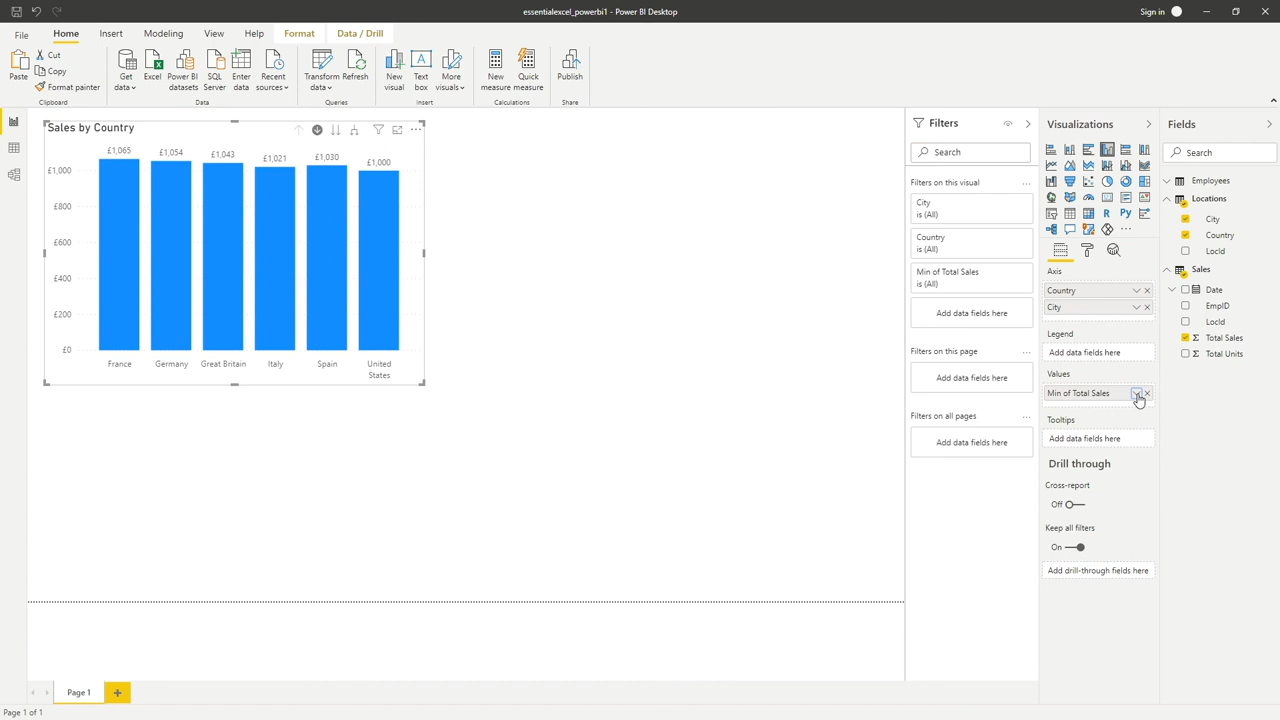 essentialexcel_powerbi1 - Power BI Desktop
Sign in
File
Home
Insert
Modeling
View
Help
Format
Data / Drill
Paste
Cut
Copy
Format painter
Clipboard
Get data
Excel
Power BI datasets
SQL Server
Enter data
Recent sources
Data
Transform data
Refresh
Queries
New visual
A
Text box
More visuals
Insert
New measure
Quick measure
Calculations
Publish
Share
Sales by Country
£1,000
£800
£600
£400
£200
£0
£1,065
£1,054
£1,043
£1,021
£1,030
£1,000
France
Germany
Great Britain
Italy
Spain
United
States
Filters
Search
Filters on this visual
City
is (All)
Country
is (All)
Min of Total Sales
is (All)
Add data fields here
Filters on this page
Add data fields here
Filters on all pages
Add data fields here
Visualizations
R
Py
Axis
Country
City
Legend
Add data fields here
Values
Min of Total Sales
Tooltips
Add data fields here
Drill through
Cross-report
Off
Keep all filters
On
Add drill-through fields here
Fields
Search
Employees
Locations
City
Country
LocId
Sales
Date
EmpID
LocId
Σ Total Sales
Σ Total Units
Page 1
Page 1 of 1